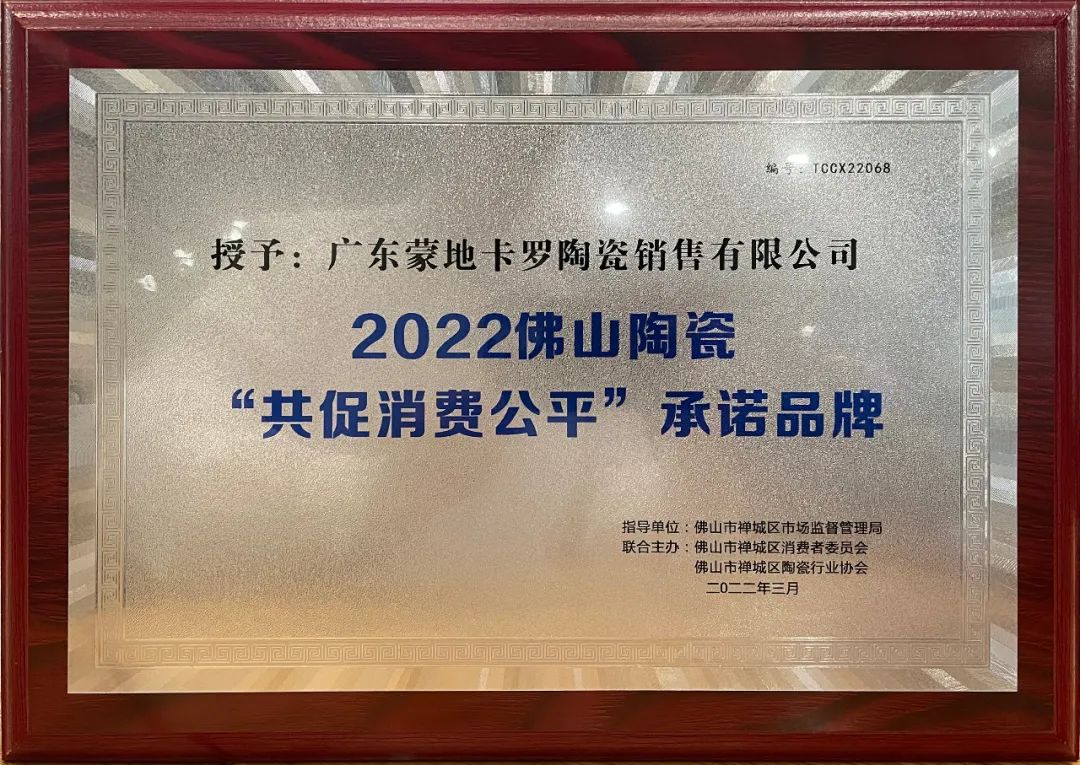 编号：TCCX22068
授予：广东蒙地卡罗陶瓷销售有限公司
2022佛山陶瓷
“共促消费公平”承诺品牌
指导单位：佛山市禅城区市场监督管理局
联合主办：佛山市禅城区消费者委员会
佛山市禅城区陶瓷行业协会
二0二二年三月